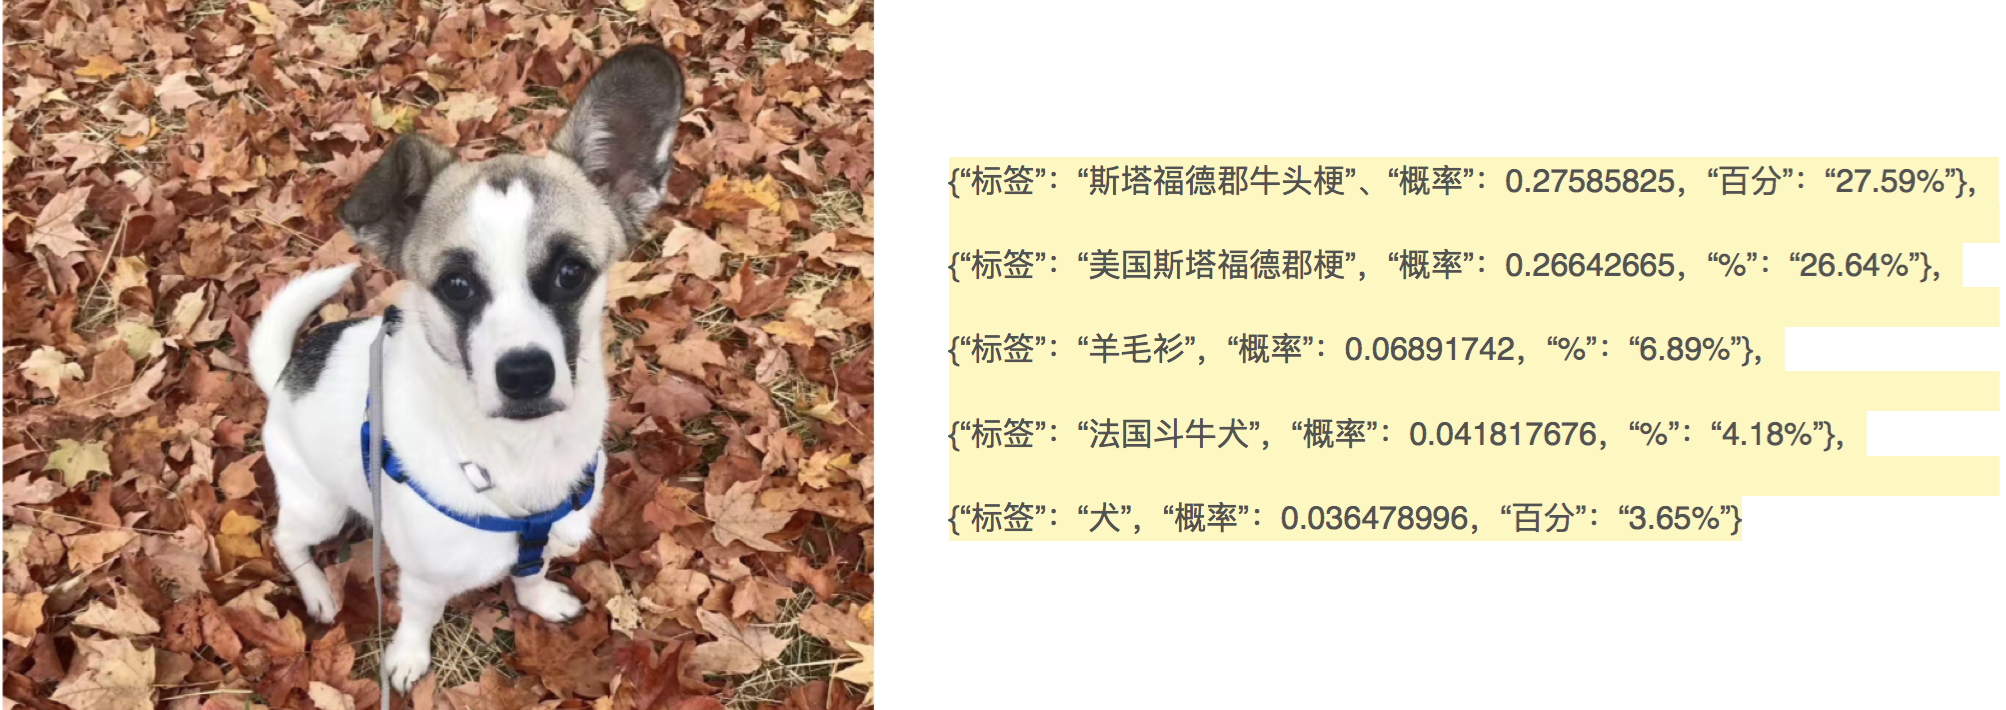 {“标签”：“斯塔福德郡牛头梗”、“概率”：0.27585825，“百分”：“27.59%”}，
{“标签”：“美国斯塔福德郡梗”，“概率”：0.26642665，“%”：“26.64%”}，
{“标签”：“羊毛衫”，“概率”：0.06891742，“%”：“6.89%”}，
{“标签”：“法国斗牛犬”，“概率”：0.041817676，“%”：“4.18%”}，
{“标签”：“犬”，“概率”：0.036478996，“百分”：“3.65%”}